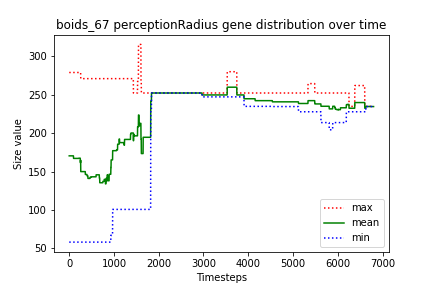 boids_67 perceptionRadius gene distribution over time
Size value
300
250
200
150
100
50
0
1000
2000
3000
4000
5000
6000
7000
Timesteps
max
mean
min